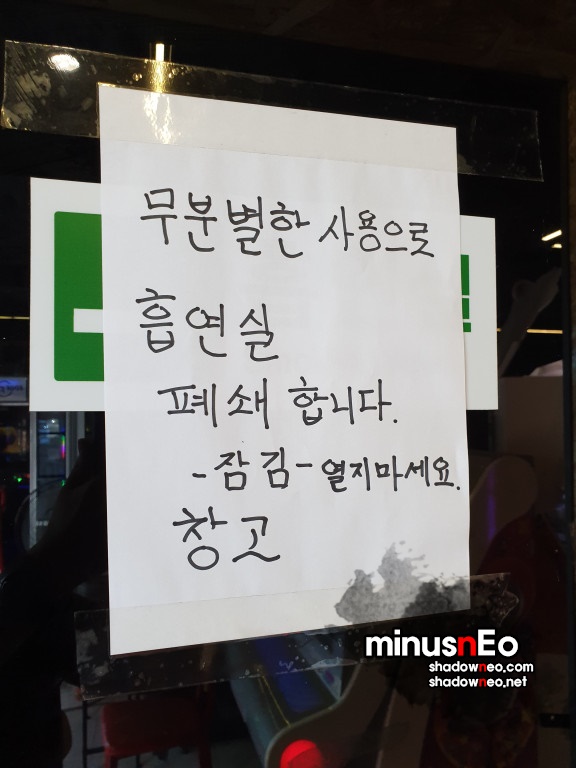 무분별한 사용으롯
흡연실
폐쇄 합니다.
-잠김- 열지마세요.
창고
minusnEo
shadowneo.com
shadowneo.net